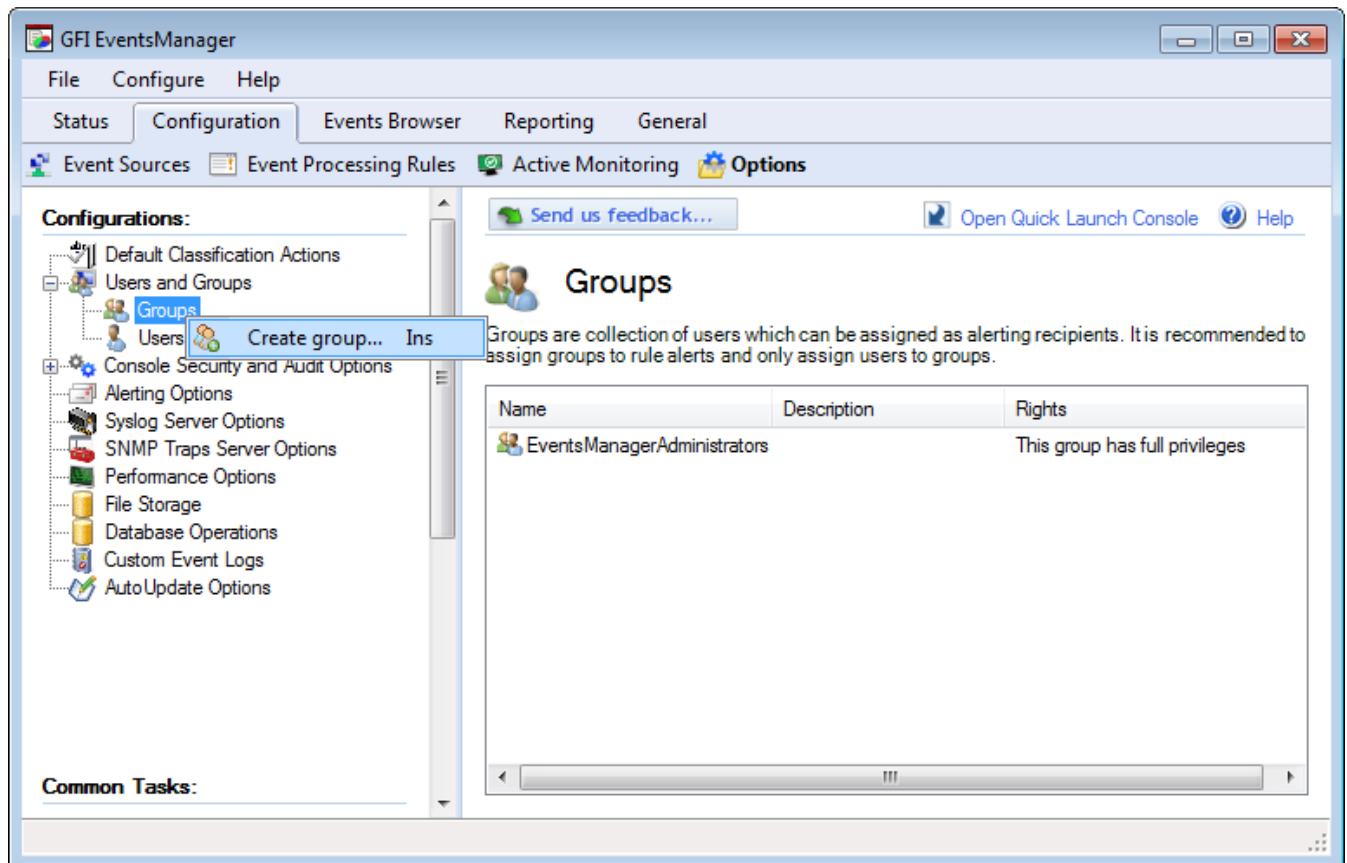 GFI EventsManager
File Configure Help
Status Configuration Events Browser Reporting General
Event Sources Event Processing Rules Active Monitoring Options
Configurations:
Default Classification Actions
Users and Groups
Groups
Users
Create group... Ins
Console Security and Audit Options
Alerting Options
Syslog Server Options
SNMP Traps Server Options
Performance Options
File Storage
Database Operations
Custom Event Logs
AutoUpdate Options
Common Tasks:
Send us feedback...
Open Quick Launch Console Help
Groups
Groups are collection of users which can be assigned as alerting recipients. It is recommended to
assign groups to rule alerts and only assign users to groups.
Name Description Rights
EventsManagerAdministrators This group has full privileges